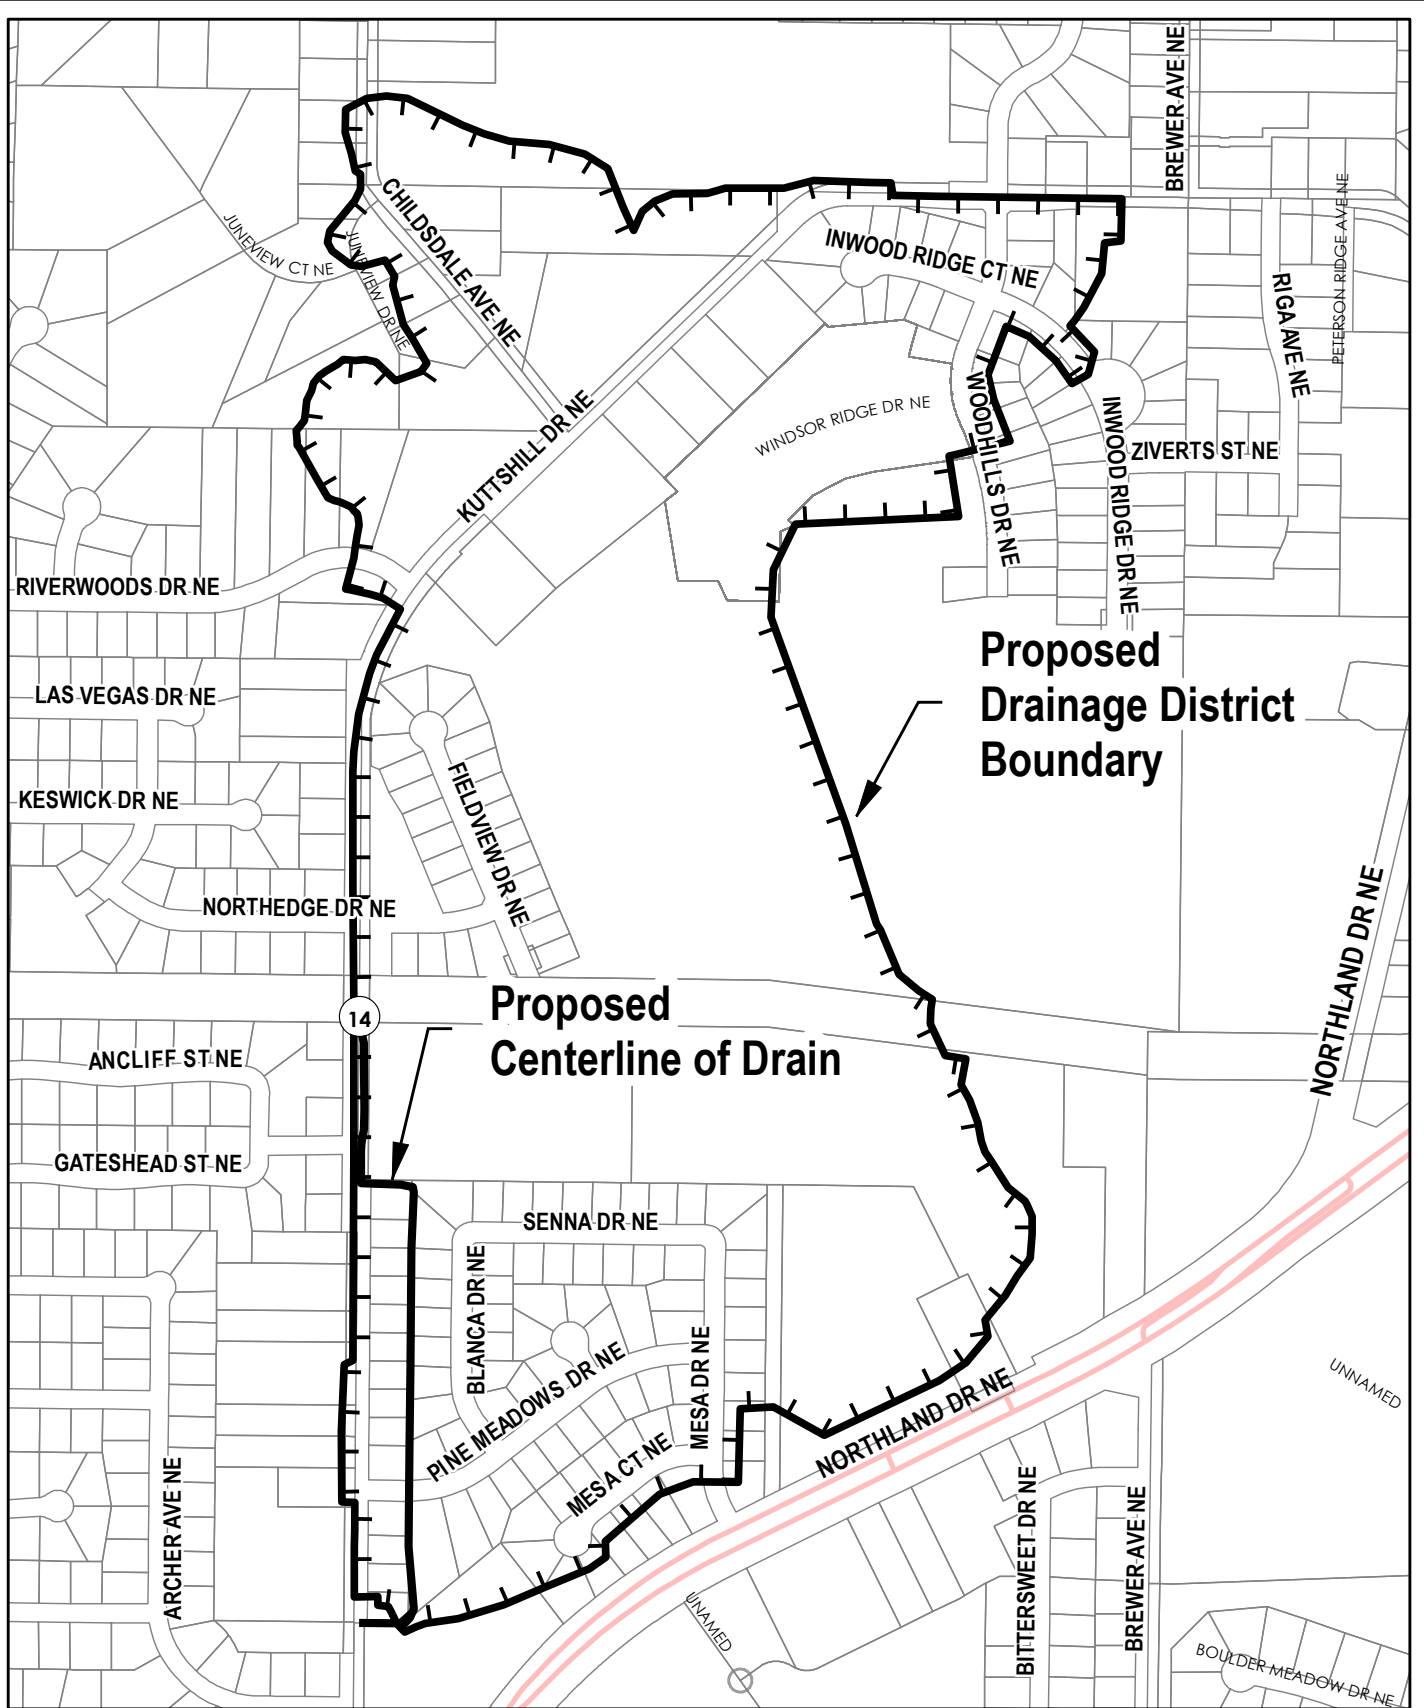 BREWER AVE NE
CHILDSDALE AVE NE
JUNEVIEW CT NE
JUNEVIEW DR NE
INWOOD RIDGE CT NE
PETERSON RIDGE AVE NE
RIGA AVE NE
KUTTSHILL DR NE
WINDSOR RIDGE DR NE
WOODHILLS DR NE
INWOOD RIDGE DR NE
ZIVERTS ST NE
RIVERWOODS DR NE
Proposed
Drainage District
Boundary
LAS VEGAS DR NE
KESWICK DR NE
FIELDVIEW DR NE
NORTHEDGE DR NE
NORTHLAND DR NE
14
Proposed
Centerline of Drain
ANCLIFF ST NE
GATESHEAD ST NE
SENNA DR NE
BLANCA DR NE
PINE MEADOWS DR NE
MESA DR NE
MESA CT NE
NORTHLAND DR NE
UNNAMED
ARCHER AVE NE
BITTERSWEET DR NE
BREWER AVE NE
UNAMED
BOULDER MEADOW DR NE